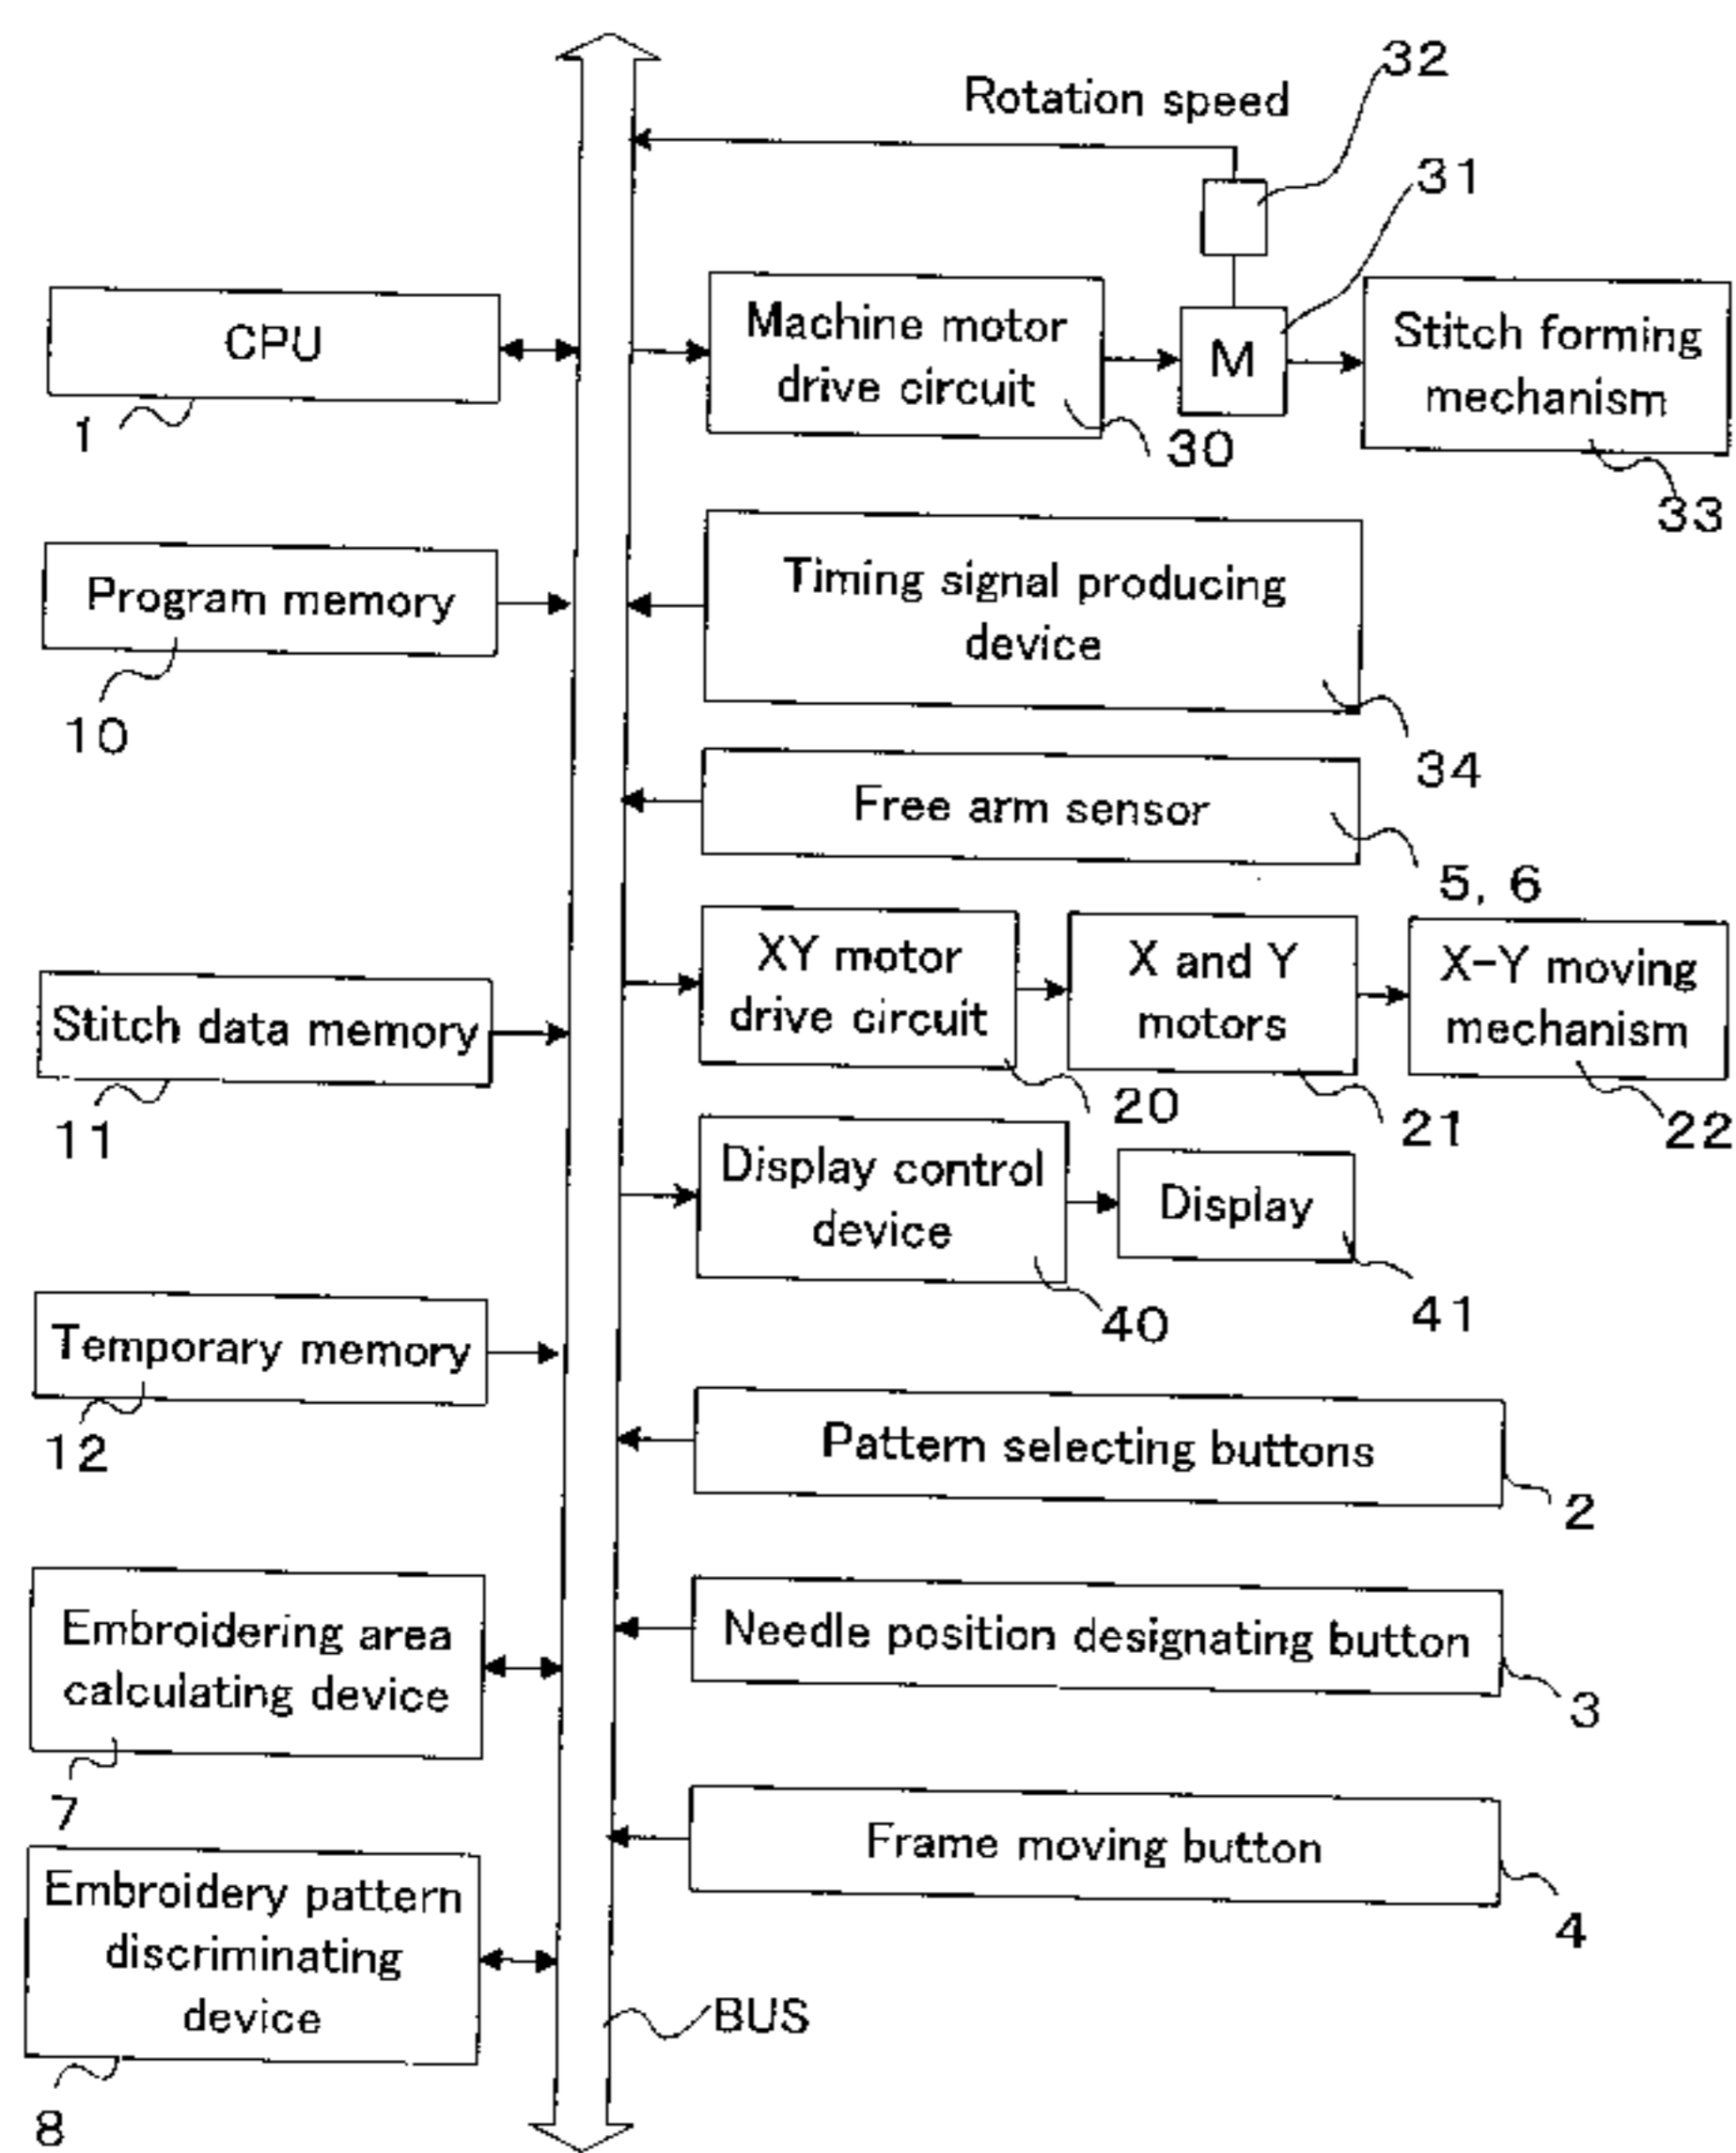 32
Rotation speed
31
CPU
1
Machine motor
drive circuit
30
M
Stitch forming
mechanism
33
Program memory
10
Timing signal producing
device
34
Free arm sensor
5, 6
Stitch data memory
11
XY motor
drive circuit
20
X and Y
motors
21
X-Y moving
mechanism
22
Display control
device
40
Display
41
Temporary memory
12
Pattern selecting buttons
2
Embroidering area
calculating device
7
Needle position designating button
3
Frame moving button
4
Embroidery pattern
discriminating
device
8
BUS